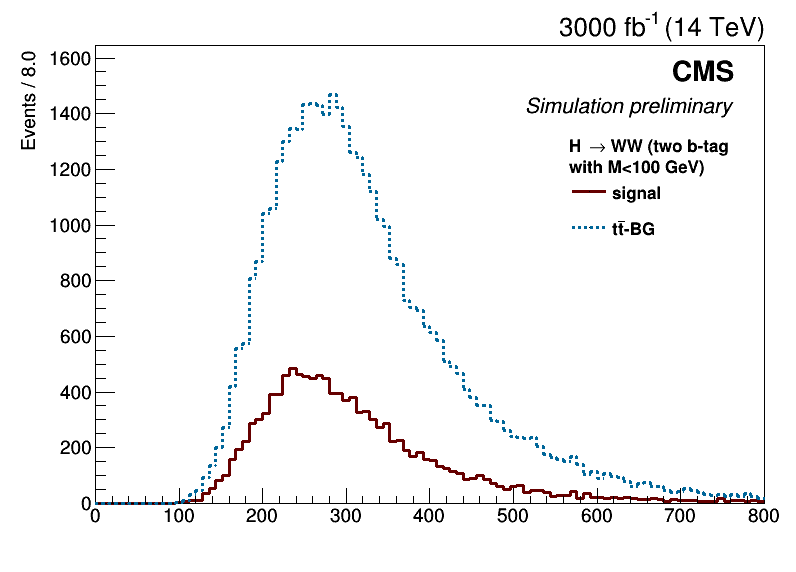 3000 fb-1 (14 TeV)
Events / 8.0
1600
1400
1200
1000
800
600
400
200
0
CMS
Simulation preliminary
H → WW (two b-tag
with M<100 GeV)
signal
tt̄-BG
0 100 200 300 400 500 600 700 800